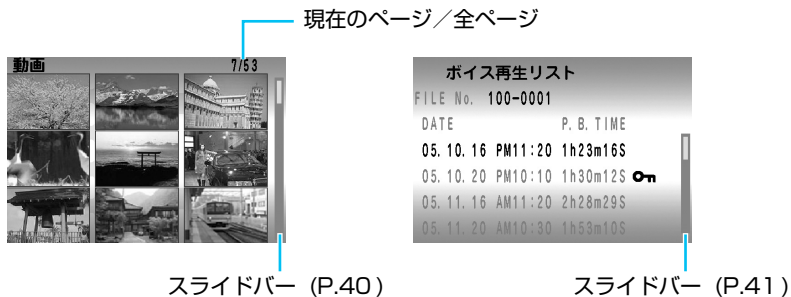 現在のページ／全ページ
動画 7/53
ボイス再生リスト
FILE No. 100-0001
DATE P. B. TIME
05. 10. 16 PM11:20 1h23m16S
05. 10. 20 PM10:10 1h30m12S
05. 11. 16 AM11:20 2h28m29S
05. 11. 20 AM10:30 1h53m10S
スライドバー (P.40)
スライドバー (P.41)